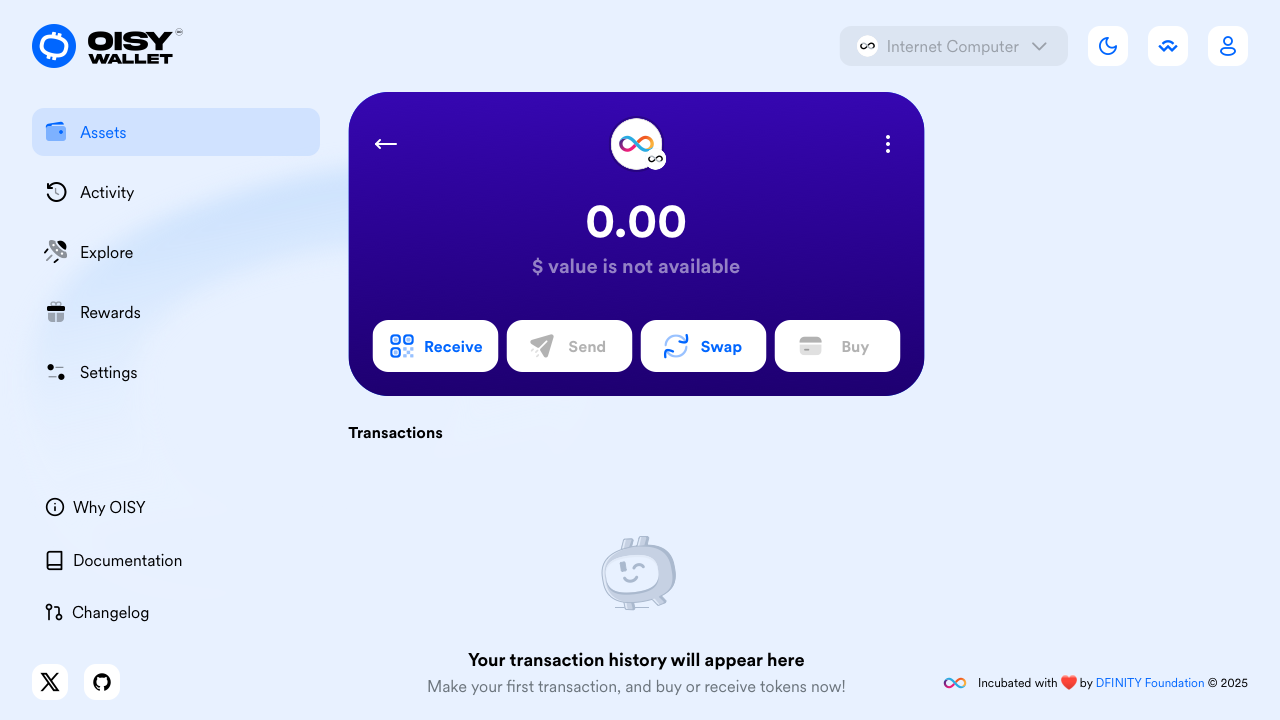 OISY
WALLET
Internet Computer
Assets
Activity
Explore
Rewards
Settings
0.00
$ value is not available
Receive
Send
Swap
Buy
Transactions
Why OISY
Documentation
Changelog
Your transaction history will appear here
Make your first transaction, and buy or receive tokens now!
Incubated with ❤️ by DFINITY Foundation © 2025